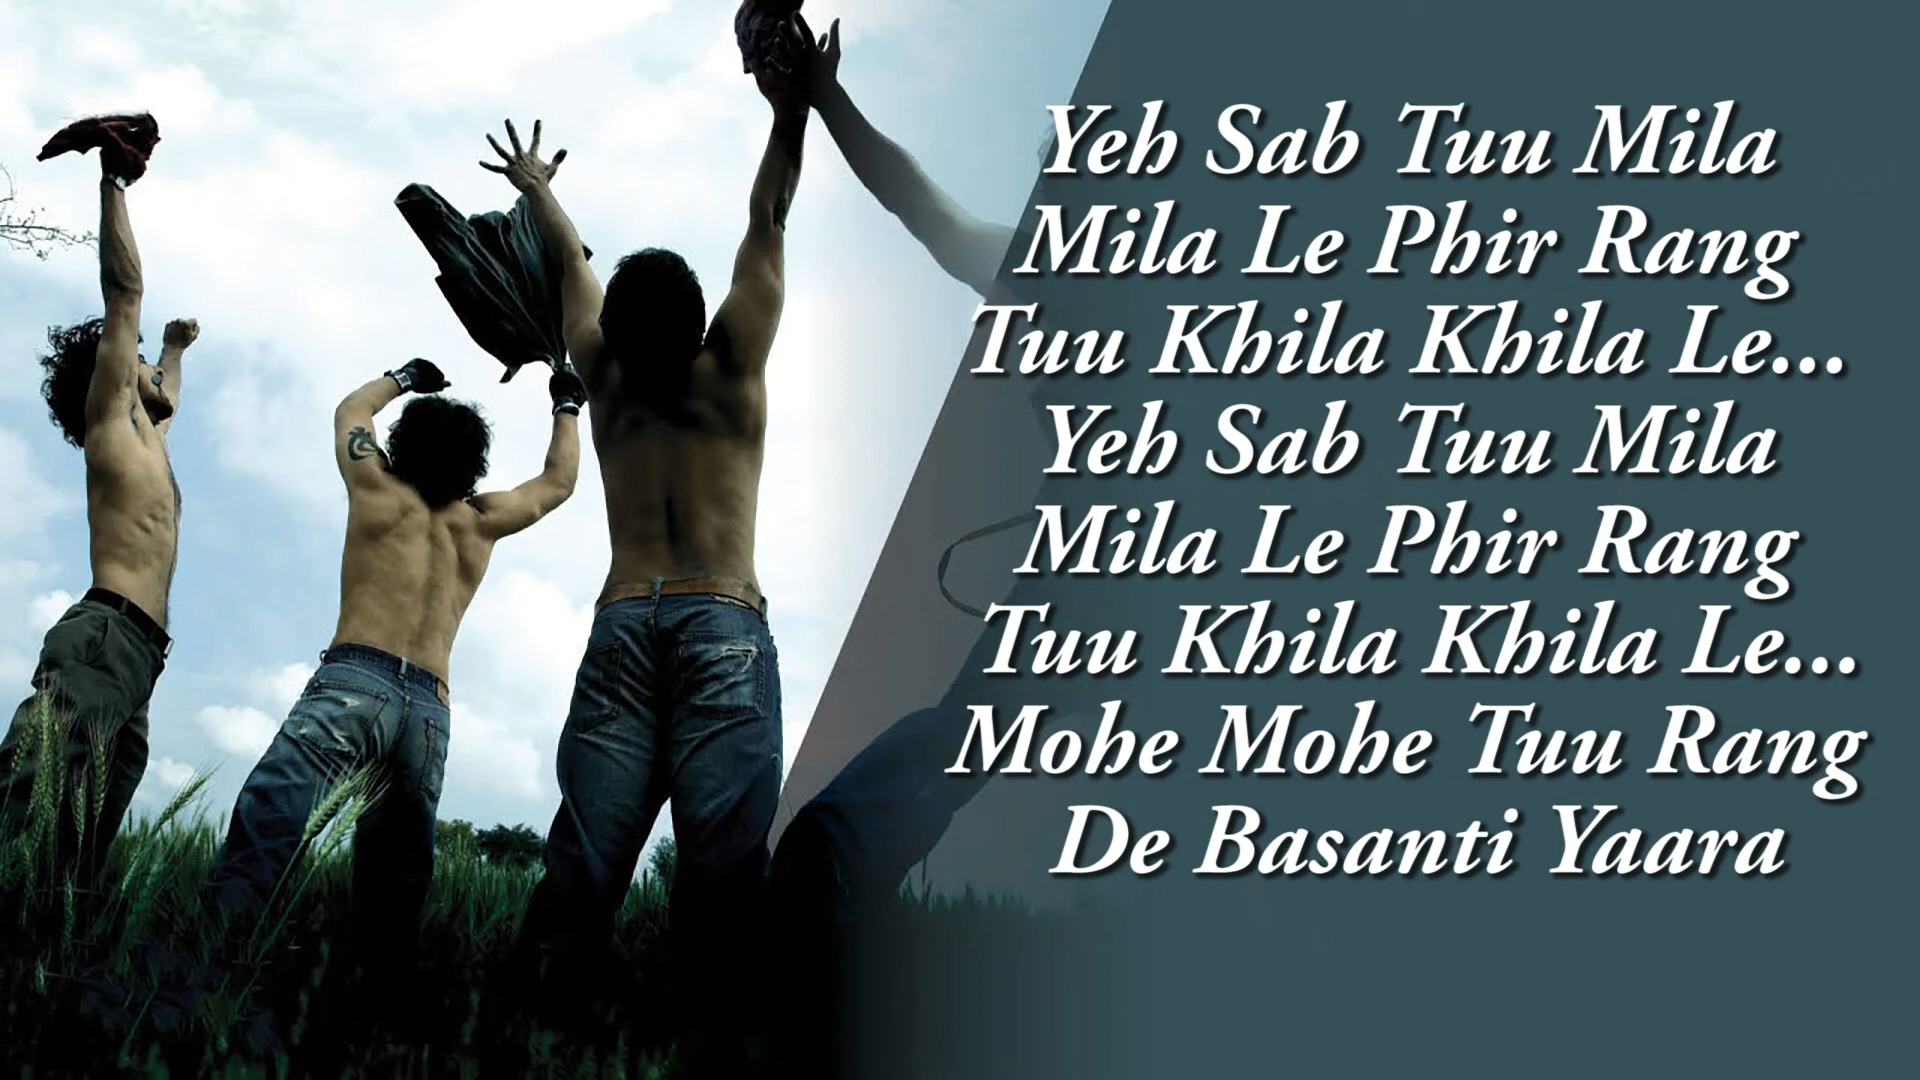 Yeh Sab Tuu Mila
Mila Le Phir Rang
Tuu Khila Khila Le...
Yeh Sab Tuu Mila
Mila Le Phir Rang
Tuu Khila Khila Le...
Mohe Mohe Tuu Rang
De Basanti Yaara